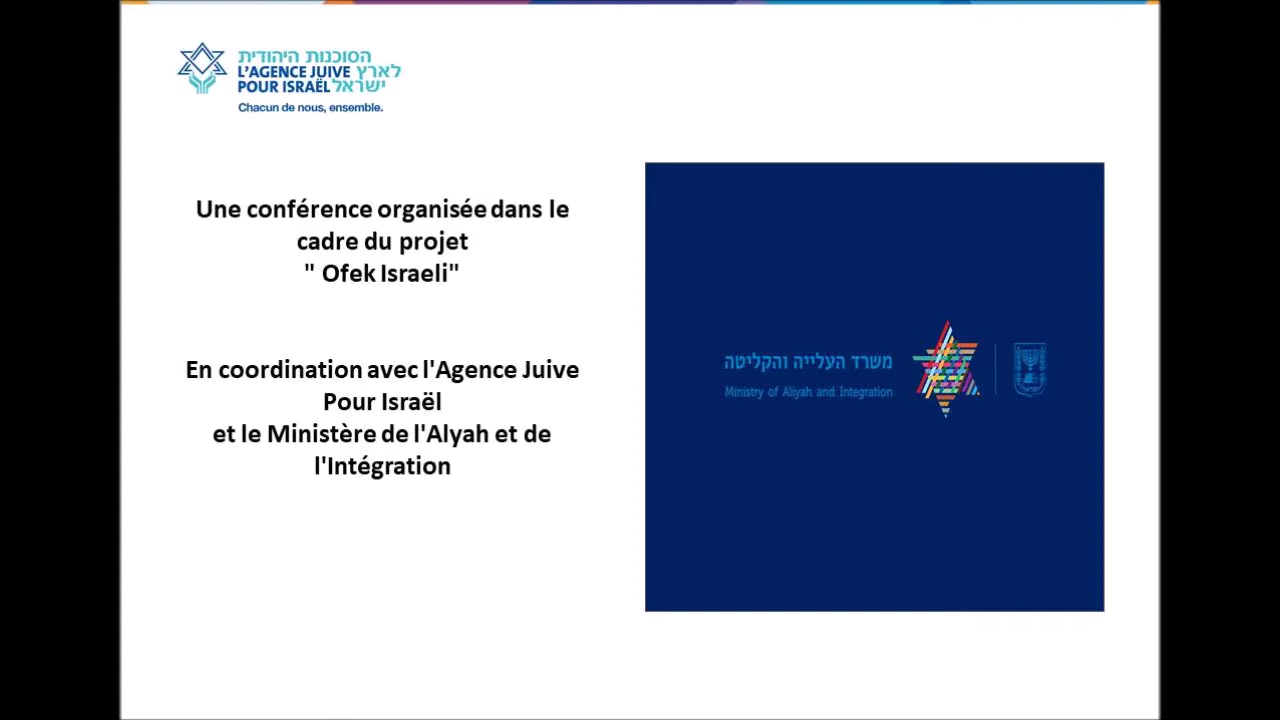 הסוכנות היהודית
L'AGENCE JUIVE לארץ
POUR ISRAËL ישראל
Chacun de nous, ensemble.
Une conférence organisée dans le
cadre du projet
" Ofek Israeli"
En coordination avec l'Agence Juive
Pour Israël
et le Ministère de l'Alyah et de
l'Intégration
משרד העלייה והקליטה
Ministry of Aliyah and Integration